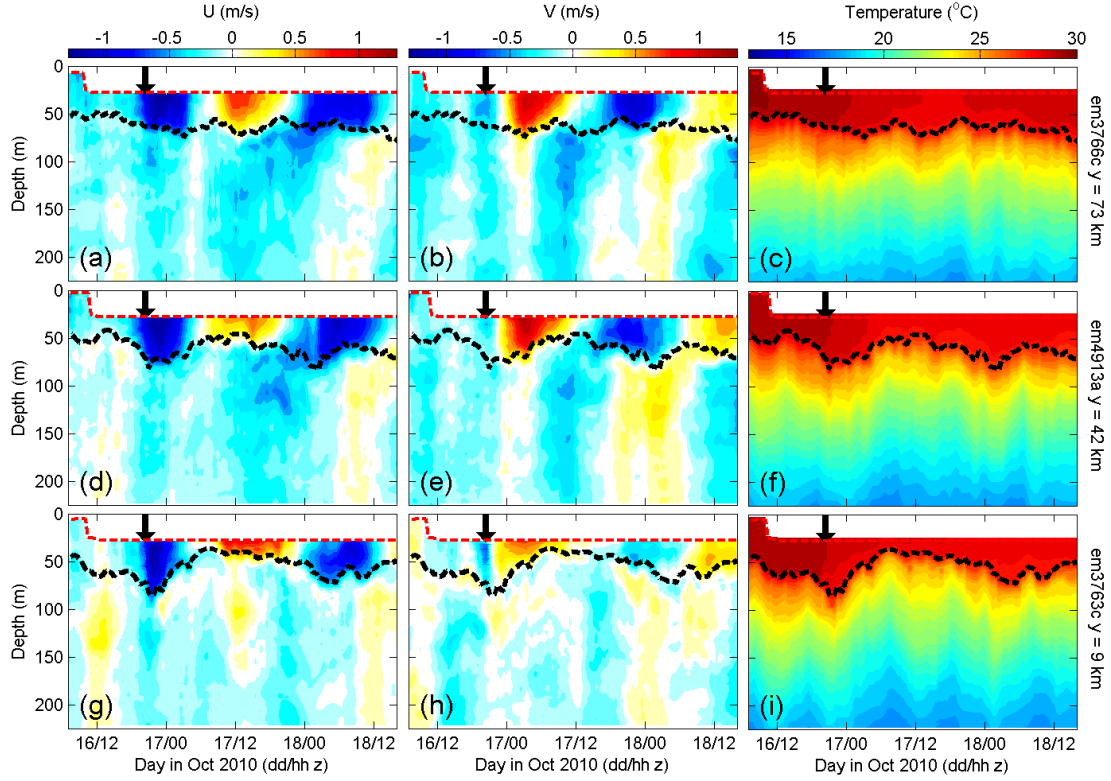 U (m/s)
V (m/s)
Temperature (°C)
-1 -0.5 0 0.5 1
-1 -0.5 0 0.5 1
15 20 25 30
0
50
100
150
200
Depth (m)
(a)
(b)
(c)
em3766c y = 73 km
0
50
100
150
200
Depth (m)
(d)
(e)
(f)
em4913a y = 42 km
0
50
100
150
200
Depth (m)
(g)
(h)
(i)
em3763c y = 9 km
16/12 17/00 17/12 18/00 18/12
16/12 17/00 17/12 18/00 18/12
16/12 17/00 17/12 18/00 18/12
Day in Oct 2010 (dd/hh z)
Day in Oct 2010 (dd/hh z)
Day in Oct 2010 (dd/hh z)